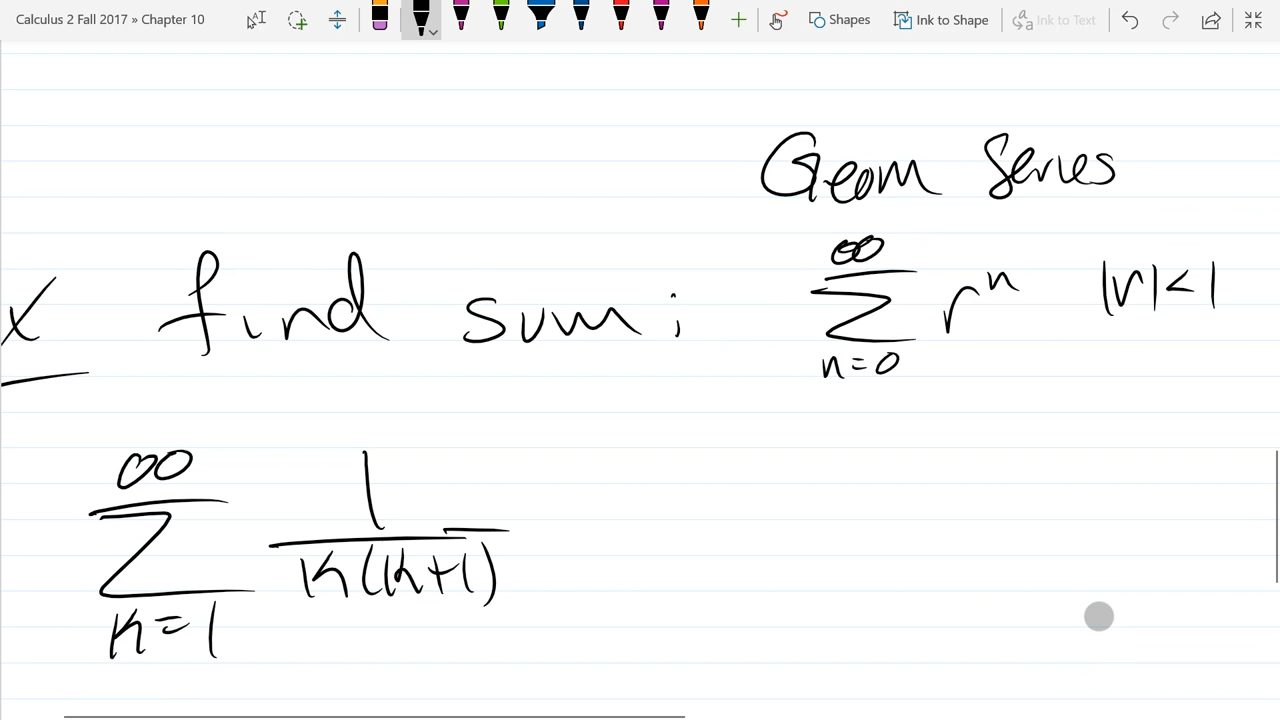 Calculus 2 Fall 2017 » Chapter 10
Shapes
Ink to Shape
Ink to Text
Geom Series
∞
∑ rⁿ |r|<1
n=0
x find sum:
∞
∑ 1/(k(k+1))
k=1